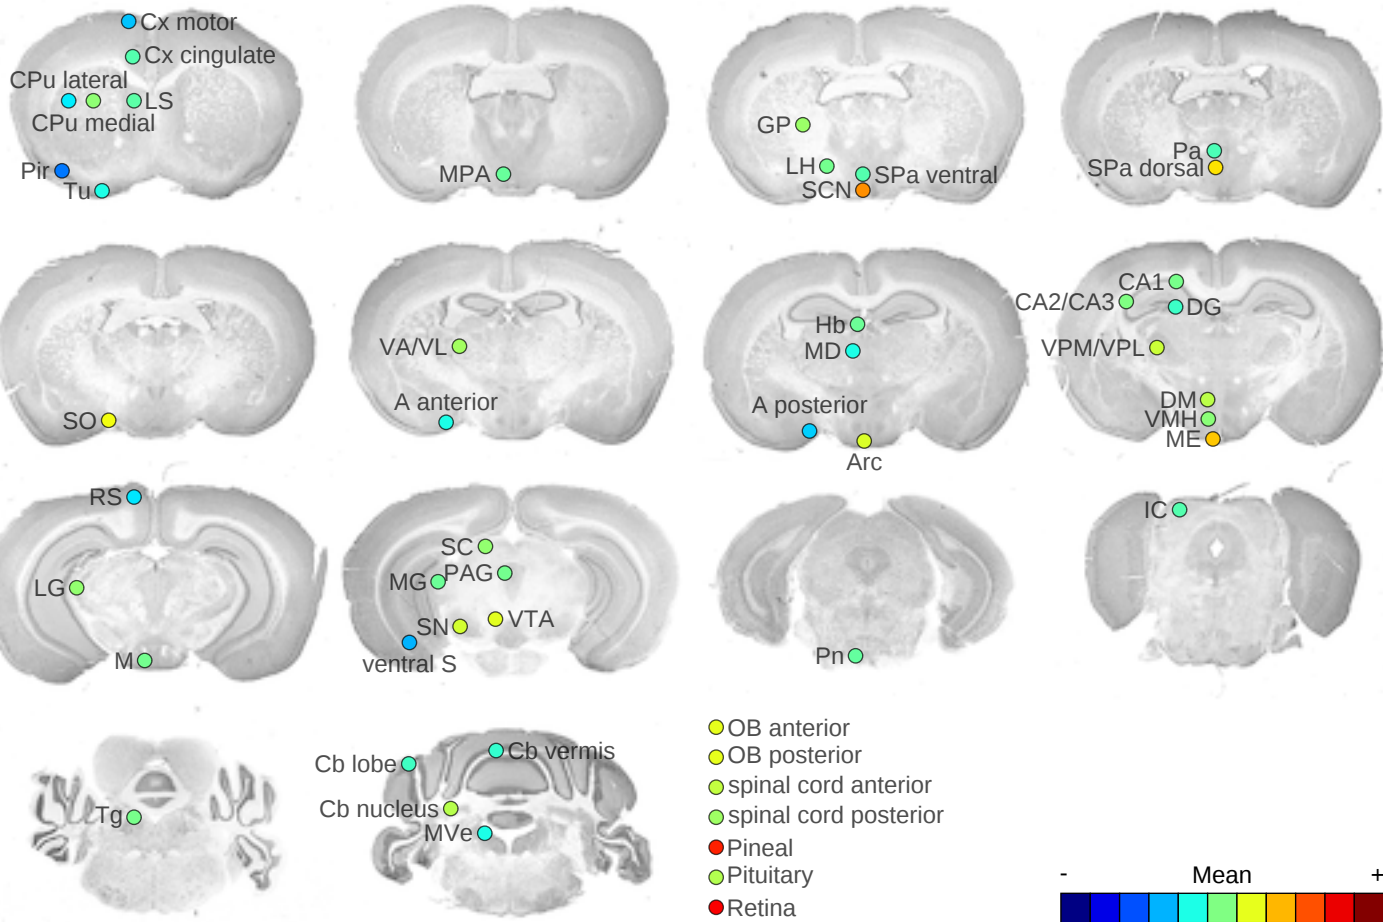 Cx motor
Cx cingulate
CPu lateral
LS
CPu medial
Pir
Tu
MPA
GP
LH
SPa ventral
SCN
Pa
SPa dorsal
SO
VA/VL
A anterior
Hb
MD
A posterior
Arc
CA1
CA2/CA3
DG
VPM/VPL
DM
VMH
ME
RS
LG
M
SC
MG
PAG
SN
VTA
ventral S
Pn
IC
Tg
Cb lobe
Cb vermis
Cb nucleus
MVe
OB anterior
OB posterior
spinal cord anterior
spinal cord posterior
Pineal
Pituitary
Retina
- Mean +